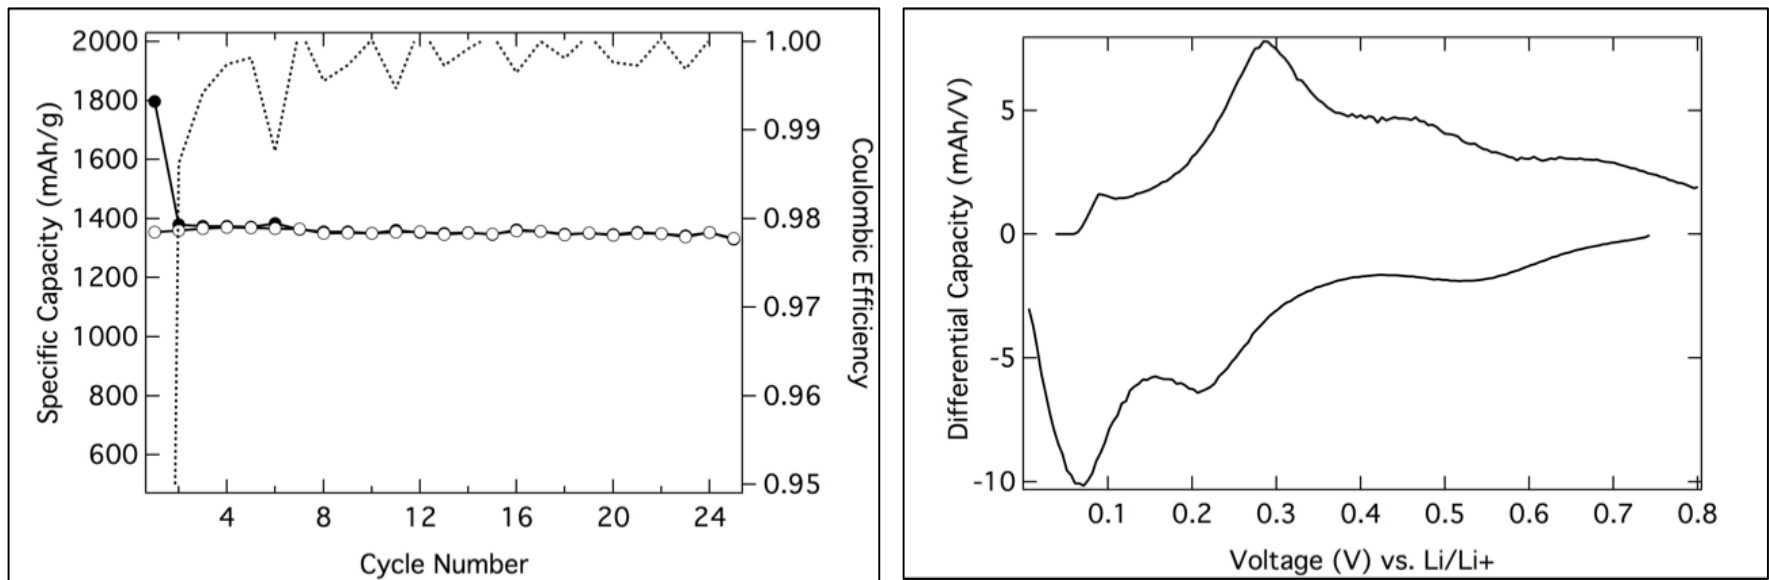 2000
1800
1600
1400
1200
1000
800
600
Specific Capacity (mAh/g)
1.00
0.99
0.98
0.97
0.96
0.95
Coulombic Efficiency
4 8 12 16 20 24
Cycle Number
5
0
-5
-10
Differential Capacity (mAh/V)
0.1 0.2 0.3 0.4 0.5 0.6 0.7 0.8
Voltage (V) vs. Li/Li+